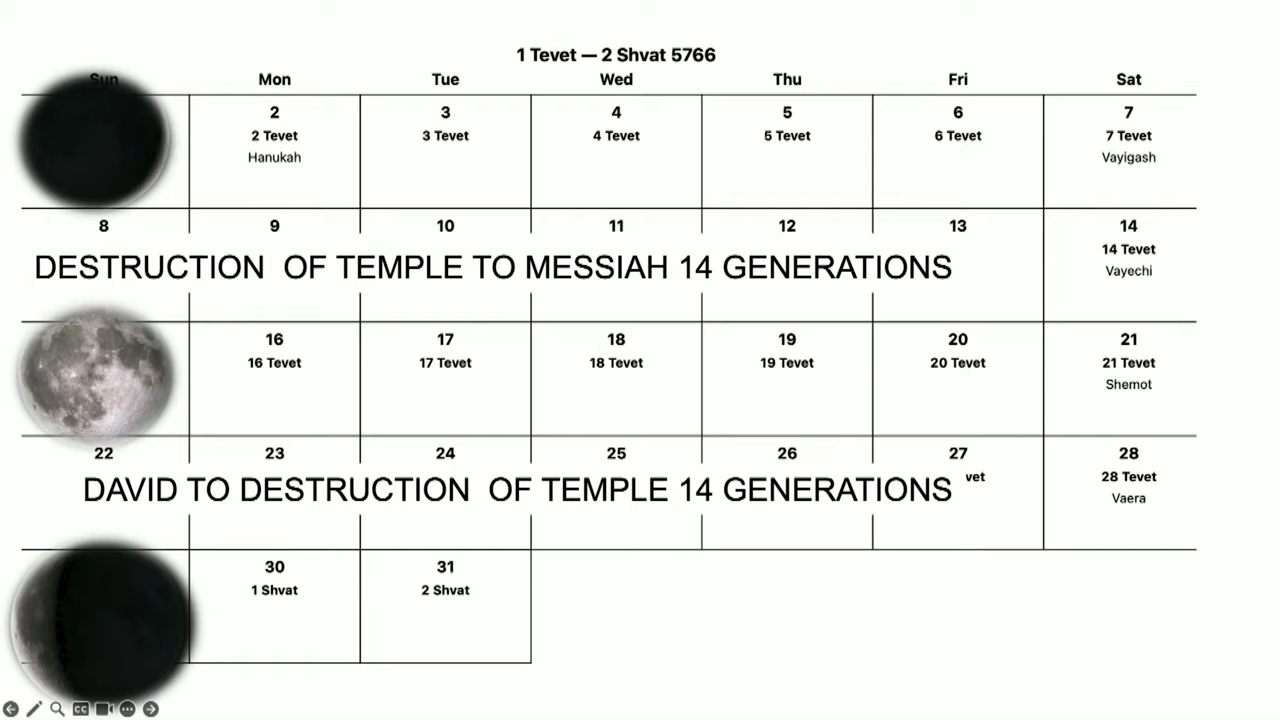 1 Tevet — 2 Shvat 5766
Sun Mon Tue Wed Thu Fri Sat
2 3 4 5 6 7
2 Tevet 3 Tevet 4 Tevet 5 Tevet 6 Tevet 7 Tevet
Hanukah Vayigash
8 9 10 11 12 13 14
14 Tevet
DESTRUCTION OF TEMPLE TO MESSIAH 14 GENERATIONS Vayechi
16 17 18 19 20 21
16 Tevet 17 Tevet 18 Tevet 19 Tevet 20 Tevet 21 Tevet
Shemot
22 23 24 25 26 27 28
vet 28 Tevet
DAVID TO DESTRUCTION OF TEMPLE 14 GENERATIONS Vaera
30 31
1 Shvat 2 Shvat
CC